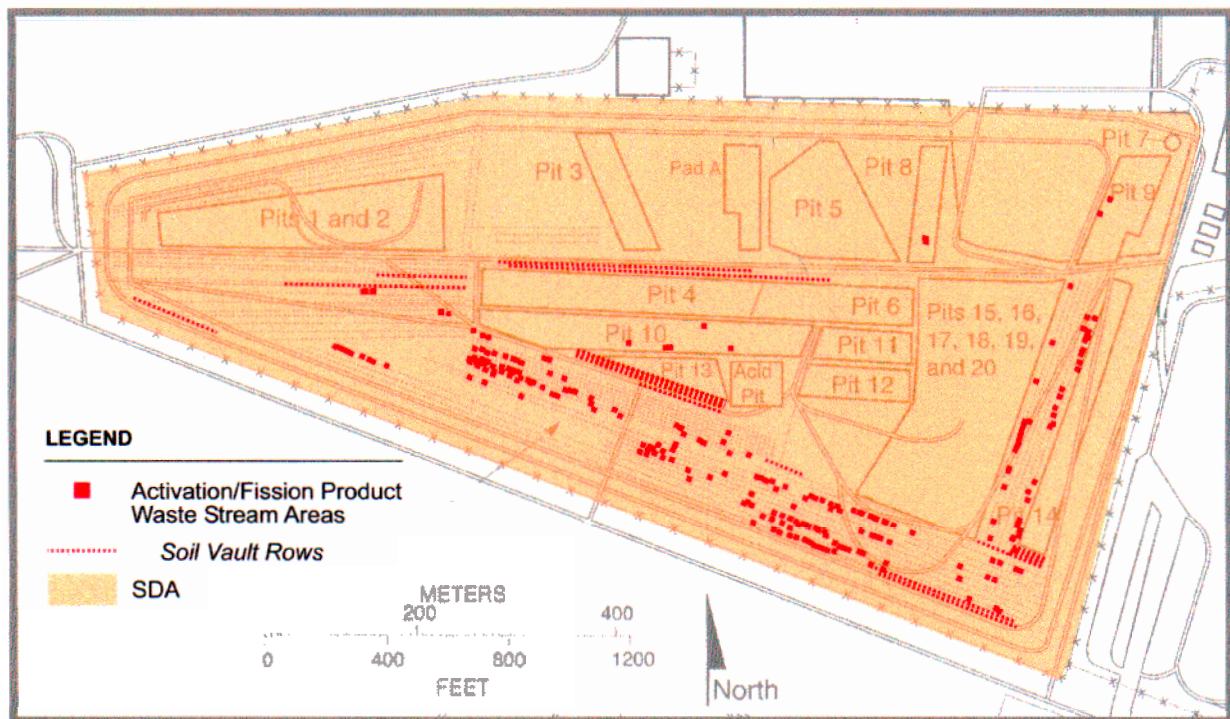 Pit 7
Pit 3
Pad A
Pit 8
Pit 9
Pits 1 and 2
Pit 5
Pit 4
Pit 6
Pits 15, 16,
17, 18, 19,
and 20
Pit 10
Pit 11
Pit 13
Acid
Pit
Pit 12
Pit 14
LEGEND
Activation/Fission Product
Waste Stream Areas
Soil Vault Rows
SDA
METERS
200
400
0
400
800
1200
FEET
North